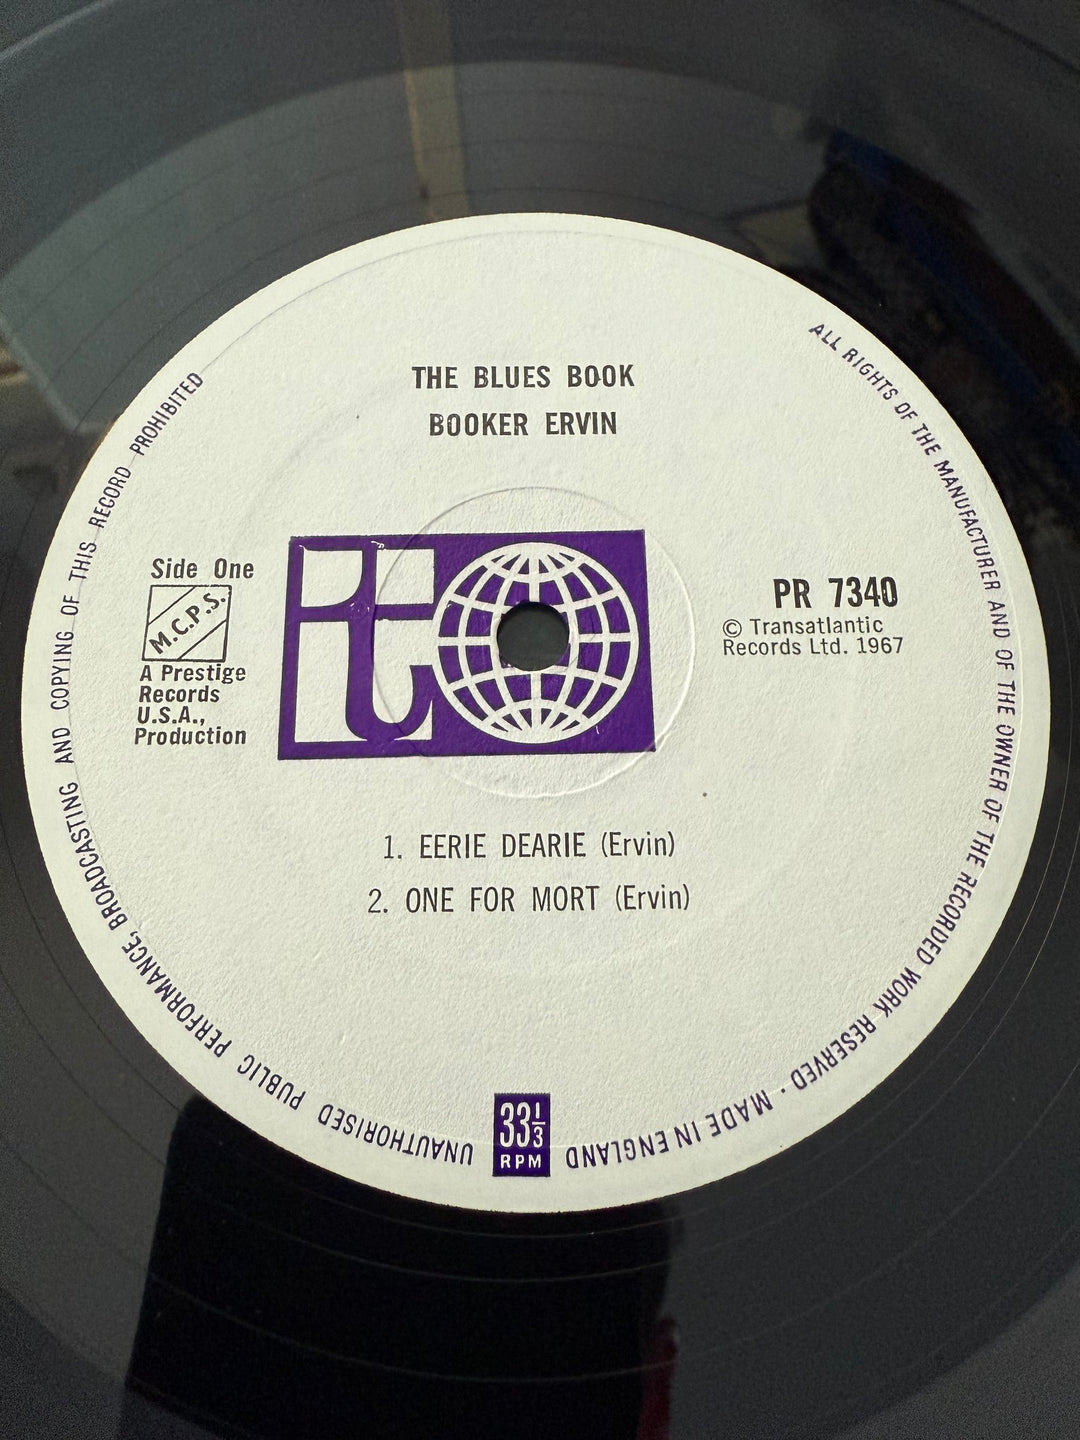 THE BLUES BOOK
BOOKER ERVIN
Side One
M.C.P.S.
A Prestige
Records
U.S.A.,
Production
t
PR 7340
© Transatlantic
Records Ltd. 1967
1. EERIE DEARIE (Ervin)
2. ONE FOR MORT (Ervin)
33 1/3
RPM
ALL RIGHTS OF THE MANUFACTURER AND OF THE OWNER OF THE RECORDED WORK RESERVED · MADE IN ENGLAND
UNAUTHORISED PUBLIC PERFORMANCE, BROADCASTING AND COPYING OF THIS RECORD PROHIBITED